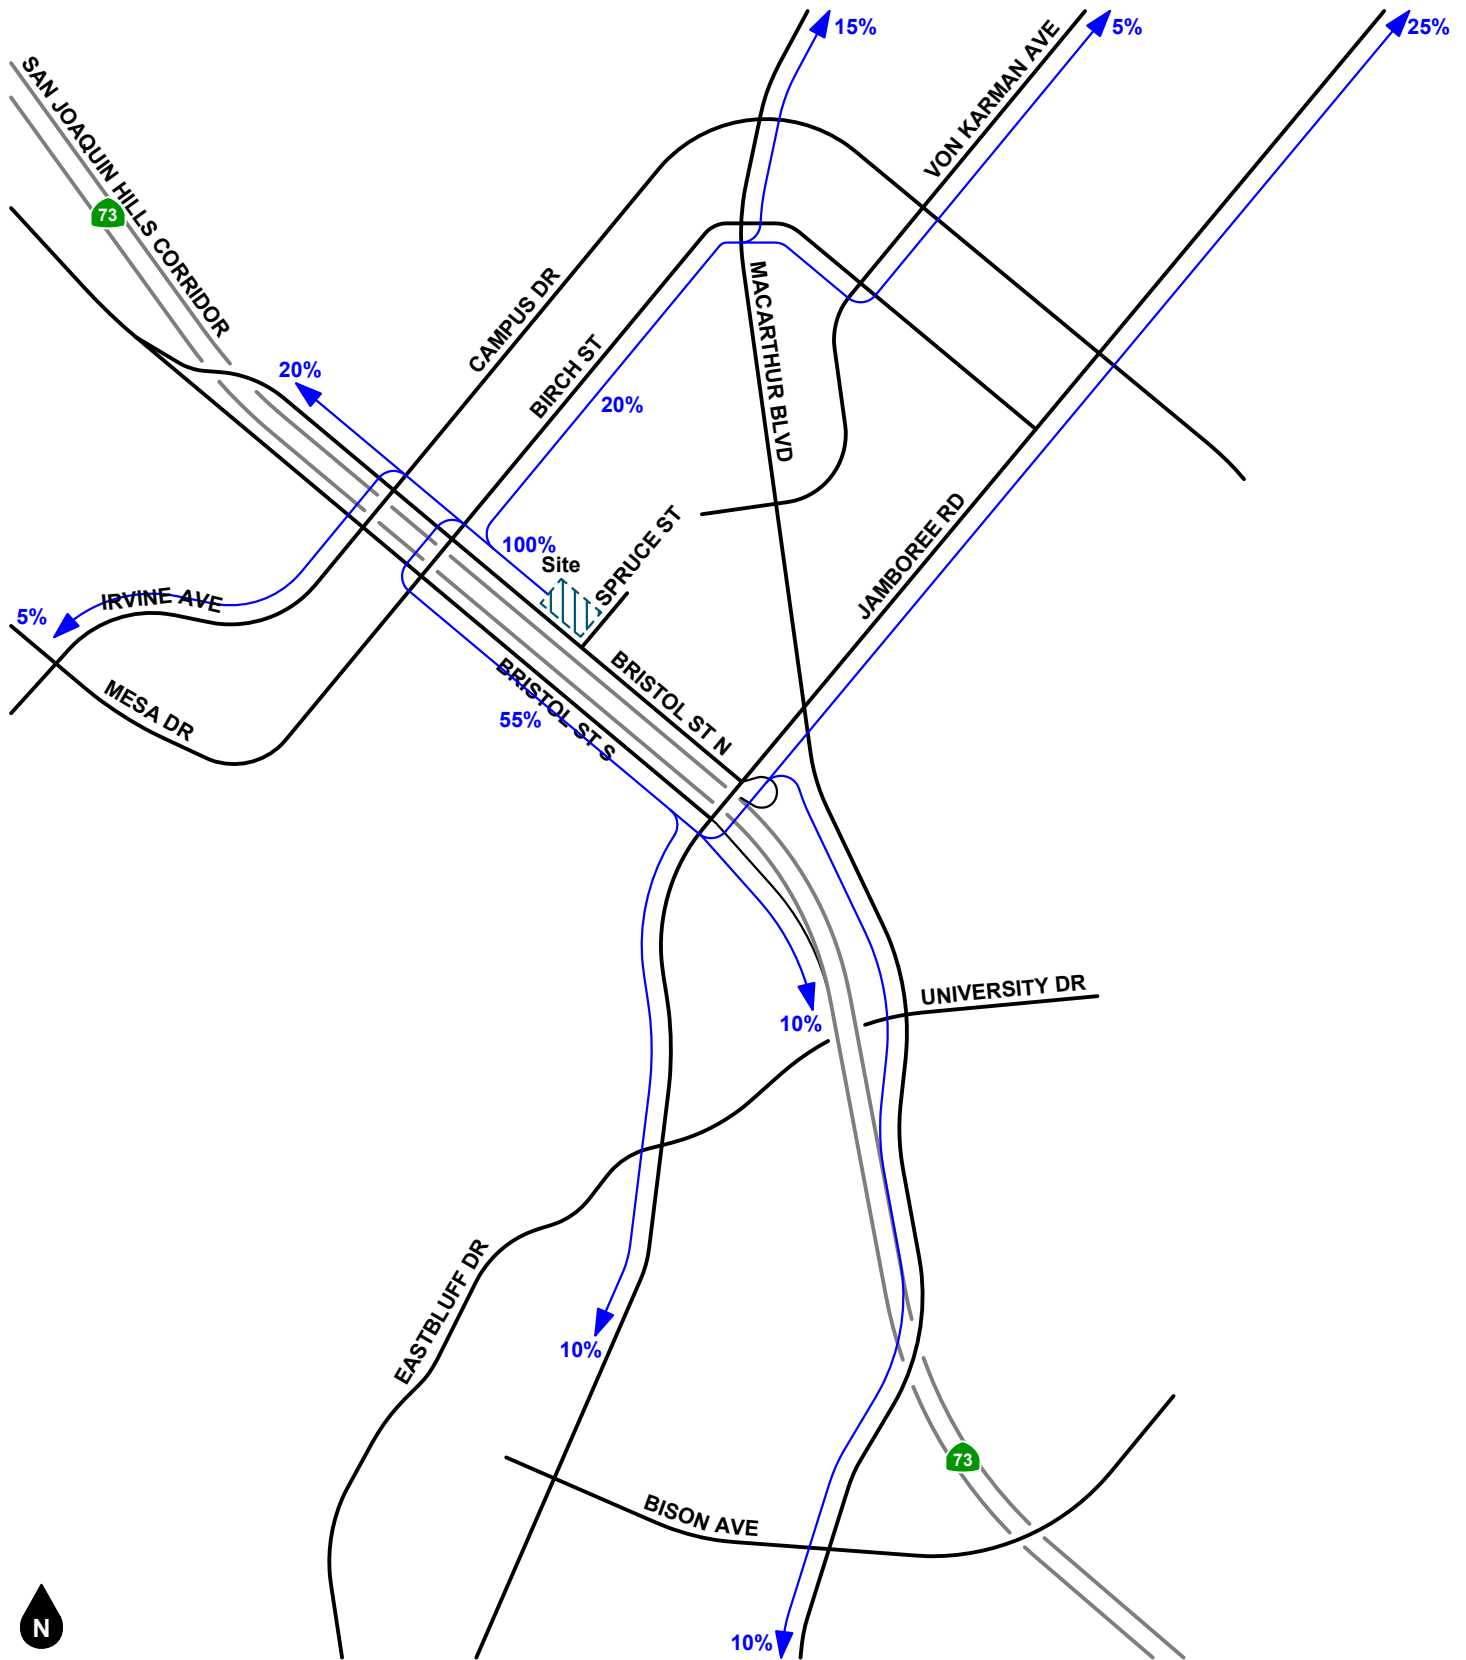 15%
5%
25%
VON KARMAN AVE
SAN JOAQUIN HILLS CORRIDOR
73
CAMPUS DR
BIRCH ST
MACARTHUR BLVD
20%
20%
100%
Site
SPRUCE ST
JAMBOREE RD
IRVINE AVE
5%
MESA DR
BRISTOL ST N
BRISTOL ST S
55%
UNIVERSITY DR
10%
EASTBLUFF DR
10%
73
BISON AVE
N
10%